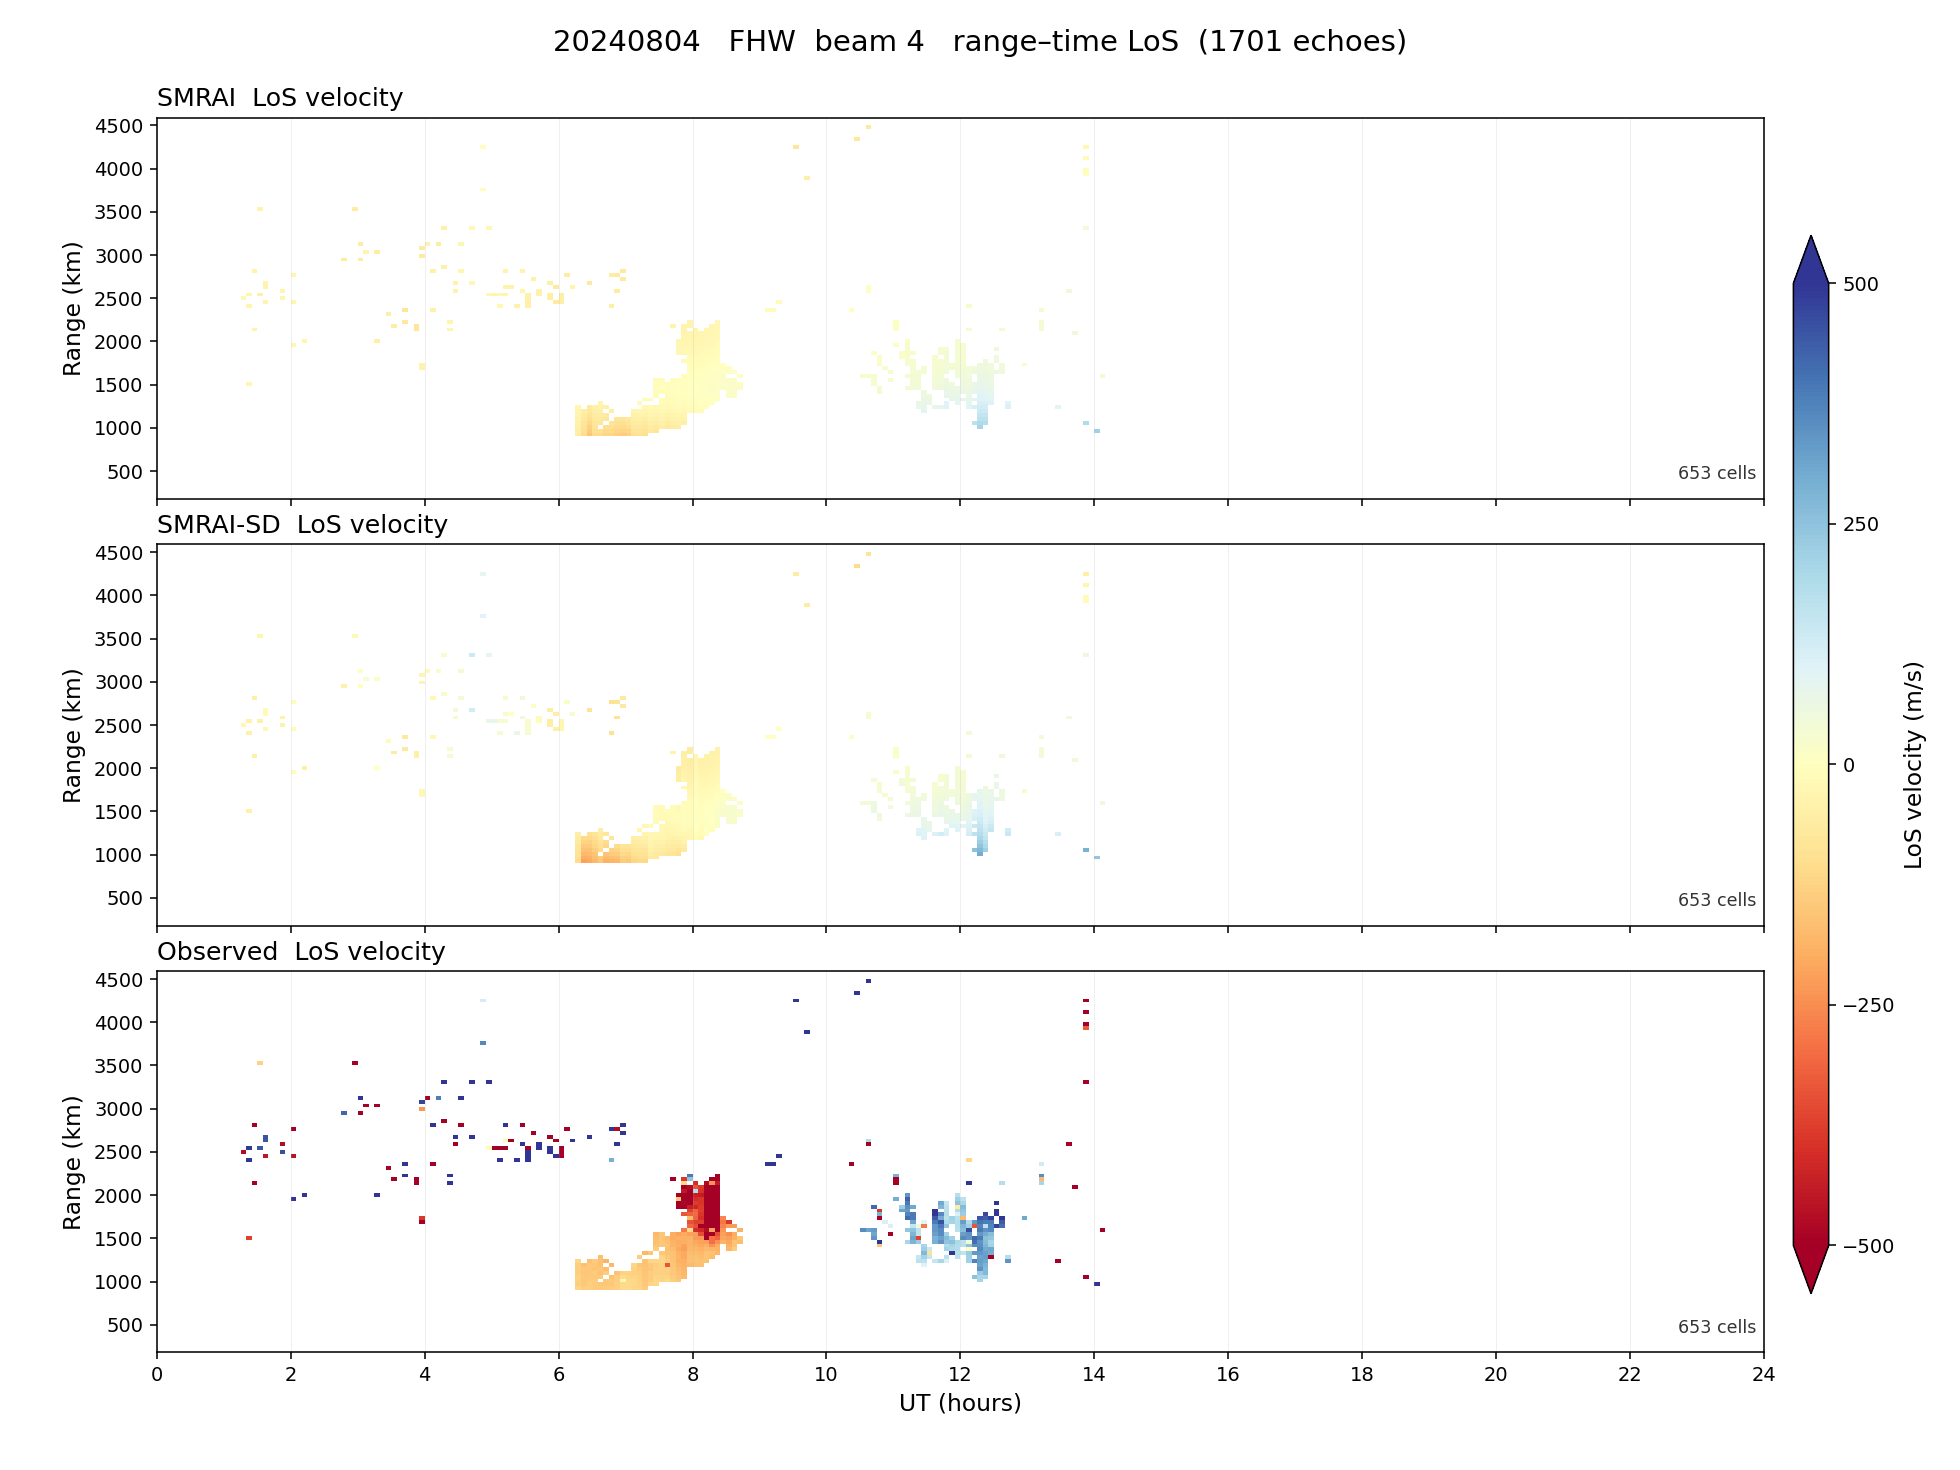 20240804   FHW  beam 4   range–time LoS  (1701 echoes)
SMRAI  LoS velocity
4500
4000
3500
3000
2500
2000
1500
1000
500
Range (km)
653 cells
SMRAI-SD  LoS velocity
4500
4000
3500
3000
2500
2000
1500
1000
500
Range (km)
653 cells
Observed  LoS velocity
4500
4000
3500
3000
2500
2000
1500
1000
500
Range (km)
653 cells
0 2 4 6 8 10 12 14 16 18 20 22 24
UT (hours)
500
250
0
−250
−500
LoS velocity (m/s)